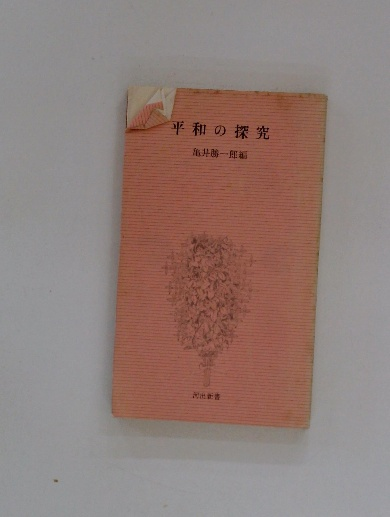 平和の探究
亀井勝一郎編
河出新書